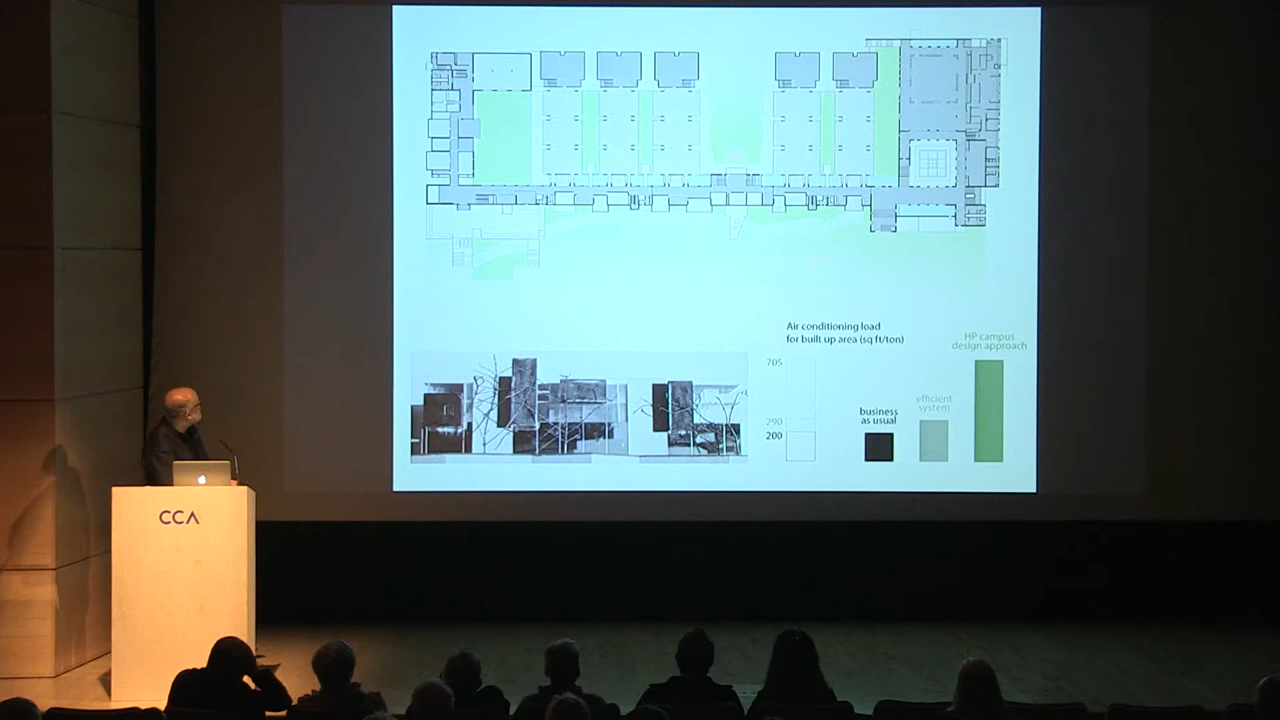 Air conditioning load
for built up area (sq ft/ton)
HP campus
design approach
705
efficient
system
business
as usual
290
200
CCA